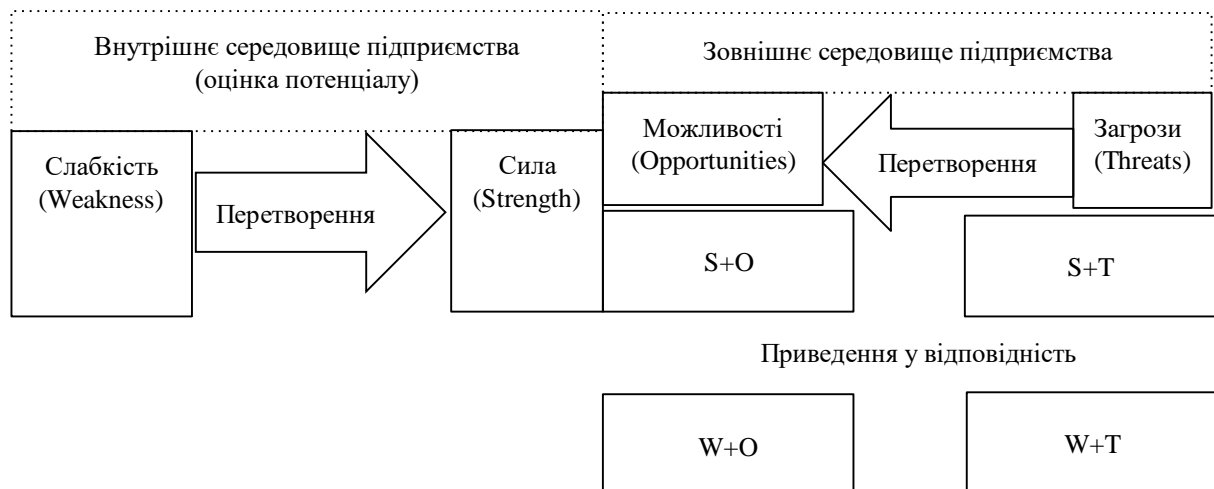 Внутрішнє середовище підприємства
(оцінка потенціалу)
Зовнішнє середовище підприємства
Слабкість
(Weakness)
Перетворення
Сила
(Strength)
Можливості
(Opportunities)
Перетворення
Загрози
(Threats)
S+O
S+T
Приведення у відповідність
W+O
W+T